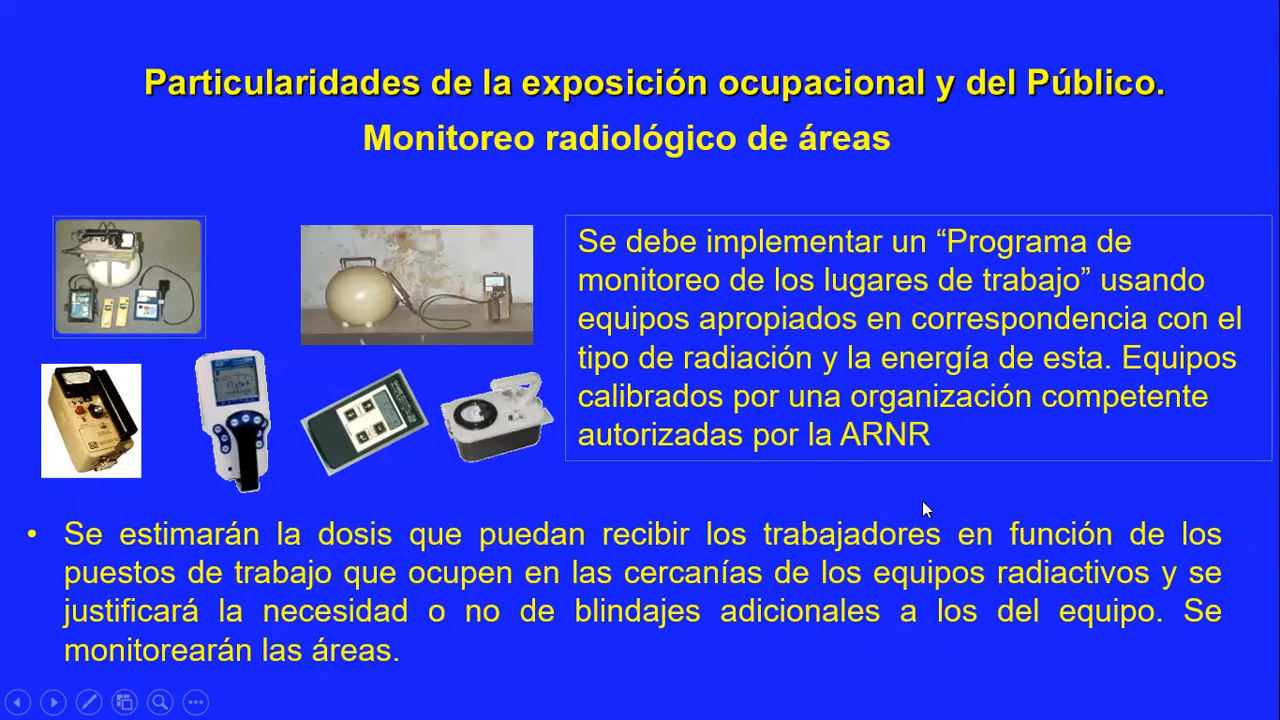 Particularidades de la exposición ocupacional y del Público.
Monitoreo radiológico de áreas
Se debe implementar un “Programa de
monitoreo de los lugares de trabajo” usando
equipos apropiados en correspondencia con el
tipo de radiación y la energía de esta. Equipos
calibrados por una organización competente
autorizadas por la ARNR
• Se estimarán la dosis que puedan recibir los trabajadores en función de los
puestos de trabajo que ocupen en las cercanías de los equipos radiactivos y se
justificará la necesidad o no de blindajes adicionales a los del equipo. Se
monitorearán las áreas.